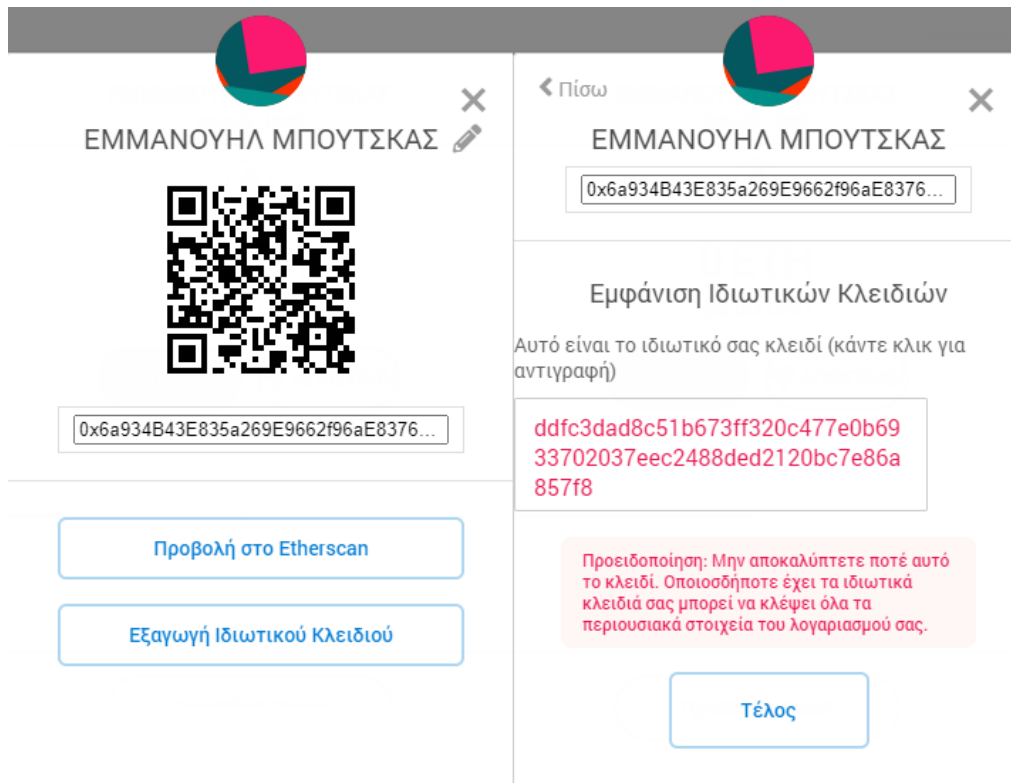 ΕΜΜΑΝΟΥΗΛ ΜΠΟΥΤΣΚΑΣ
0x6a934B43E835a269E9662f96aE8376...
Προβολή στο Etherscan
Εξαγωγή Ιδιωτικού Κλειδιού
Πίσω
ΕΜΜΑΝΟΥΗΛ ΜΠΟΥΤΣΚΑΣ
0x6a934B43E835a269E9662f96aE8376...
Εμφάνιση Ιδιωτικών Κλειδιών
Αυτό είναι το ιδιωτικό σας κλειδί (κάντε κλικ για
αντιγραφή)
ddfc3dad8c51b673ff320c477e0b69
33702037eec2488ded2120bc7e86a
857f8
Προειδοποίηση: Μην αποκαλύπτετε ποτέ αυτό
το κλειδί. Οποιοσδήποτε έχει τα ιδιωτικά
κλειδιά σας μπορεί να κλέψει όλα τα
περιουσιακά στοιχεία του λογαριασμού σας.
Τέλος